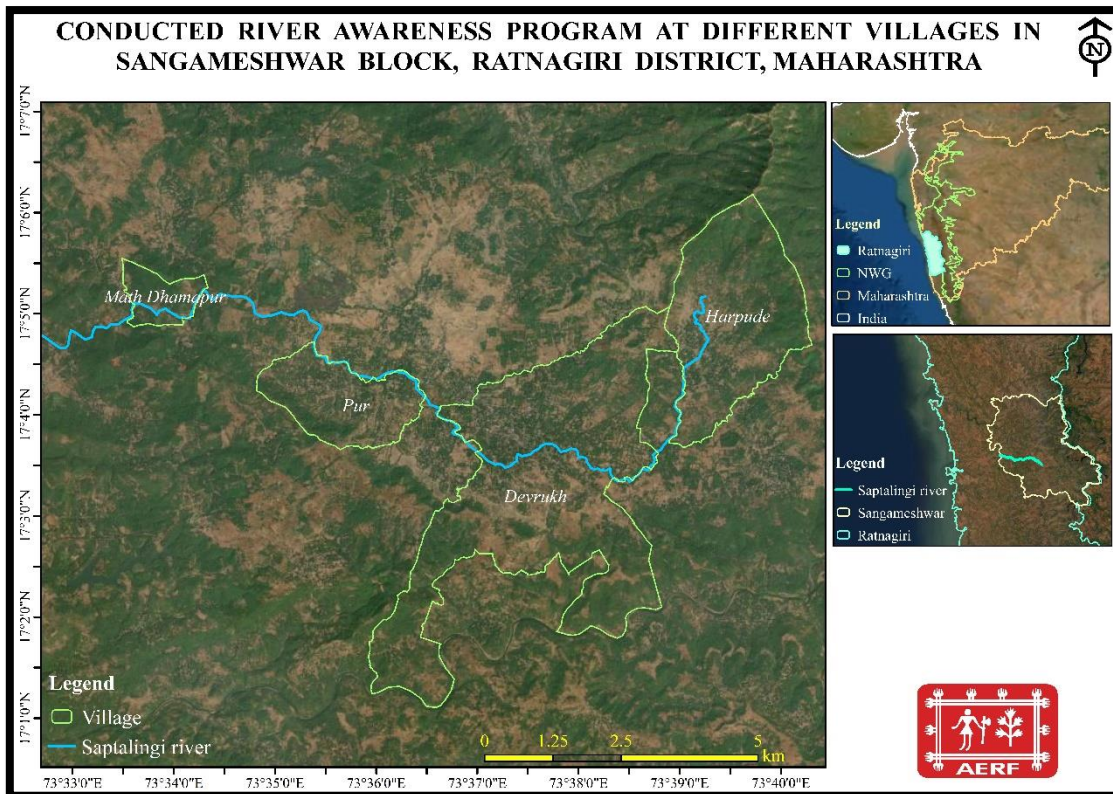 CONDUCTED RIVER AWARENESS PROGRAM AT DIFFERENT VILLAGES IN
SANGAMESHWAR BLOCK, RATNAGIRI DISTRICT, MAHARASHTRA
N
17°7'0"N
17°6'0"N
17°5'0"N
17°4'0"N
17°3'0"N
17°2'0"N
17°1'0"N
Math Dhamapur
Harpude
Pur
Devrukh
Legend
Village
Saptalingi river
0 1.25 2.5 5
km
73°33'0"E 73°34'0"E 73°35'0"E 73°36'0"E 73°37'0"E 73°38'0"E 73°39'0"E 73°40'0"E
Legend
Ratnagiri
NWG
Maharashtra
India
Legend
Saptalingi river
Sangameshwar
Ratnagiri
AERF